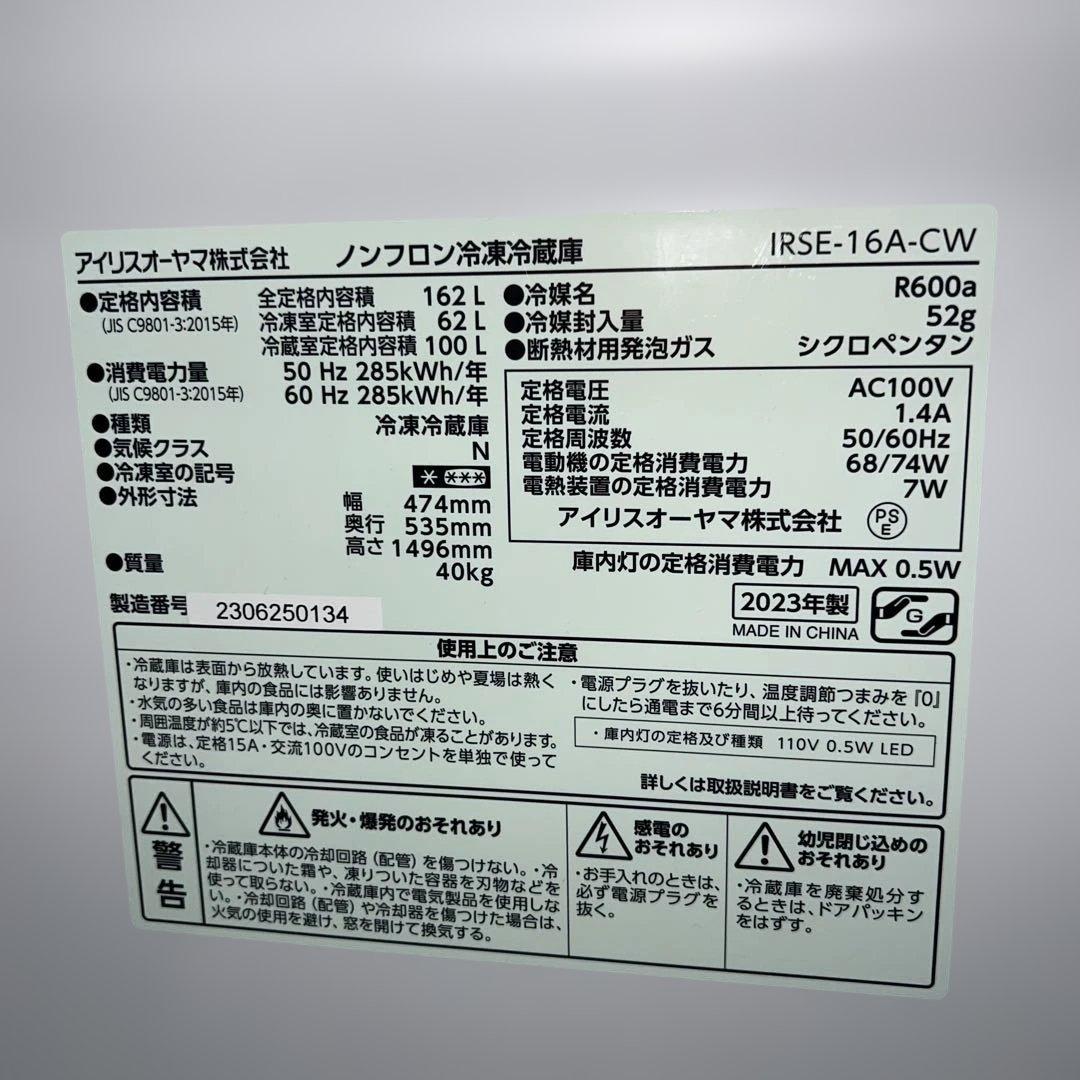 アイリスオーヤマ株式会社 ノンフロン冷凍冷蔵庫 IRSE-16A-CW
●定格内容積 全定格内容積 162 L
(JIS C9801-3:2015年) 冷凍室定格内容積 62 L
冷蔵室定格内容積 100 L
●消費電力量 50 Hz 285kWh/年
(JIS C9801-3:2015年) 60 Hz 285kWh/年
●種類 冷凍冷蔵庫
●気候クラス N
●冷凍室の記号 * ***
●外形寸法 幅 474mm
奥行 535mm
高さ 1496mm
●質量 40kg
製造番号 2306250134
●冷媒名 R600a
●冷媒封入量 52g
●断熱材用発泡ガス シクロペンタン
定格電圧 AC100V
定格電流 1.4A
定格周波数 50/60Hz
電動機の定格消費電力 68/74W
電熱装置の定格消費電力 7W
アイリスオーヤマ株式会社 PSE
庫内灯の定格消費電力 MAX 0.5W
2023年製
MADE IN CHINA
G
使用上のご注意
・冷蔵庫は表面から放熱しています。使いはじめや夏場は熱く
なりますが、庫内の食品には影響ありません。
・水気の多い食品は庫内の奥に置かないでください。
・周囲温度が約5℃以下では、冷蔵室の食品が凍ることがあります。
・電源は、定格15A・交流100Vのコンセントを単独で使って
ください。
・電源プラグを抜いたり、温度調節つまみを『0』
にしたら通電まで6分間以上待ってください。
・庫内灯の定格及び種類 110V 0.5W LED
詳しくは取扱説明書をご覧ください。
警告
発火・爆発のおそれあり
・冷蔵庫本体の冷却回路(配管)を傷つけない。・冷
却器についた霜や、凍りついた容器を刃物などを
使って取らない。・冷蔵庫内で電気製品を使用しな
い。・冷却回路(配管)や冷却器を傷つけた場合は、
火気の使用を避け、窓を開けて換気する。
感電の
おそれあり
・お手入れのときは、
必ず電源プラグを
抜く。
幼児閉じ込めの
おそれあり
・冷蔵庫を廃棄処分す
るときは、ドアパッキン
をはずす。